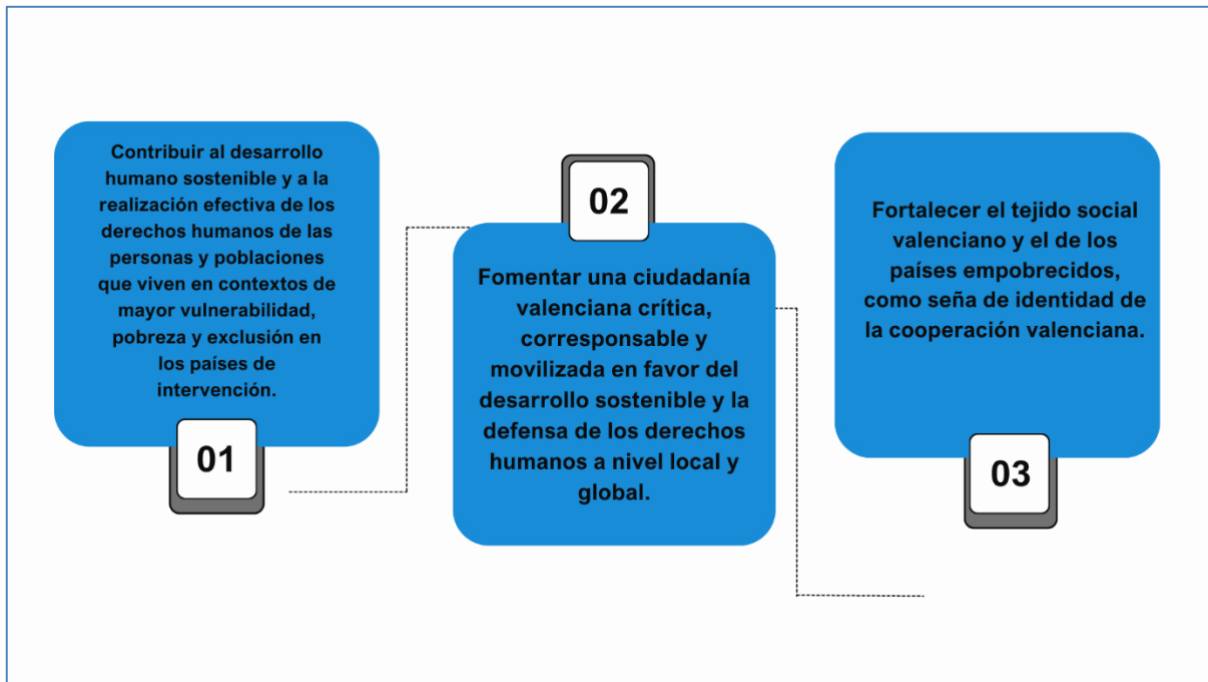 Contribuir al desarrollo
humano sostenible y a la
realización efectiva de los
derechos humanos de las
personas y poblaciones
que viven en contextos de
mayor vulnerabilidad,
pobreza y exclusión en
los países de
intervención.
01
02
Fomentar una ciudadanía
valenciana crítica,
corresponsable y
movilizada en favor del
desarrollo sostenible y la
defensa de los derechos
humanos a nivel local y
global.
Fortalecer el tejido social
valenciano y el de los
países empobrecidos,
como seña de identidad de
la cooperación valenciana.
03